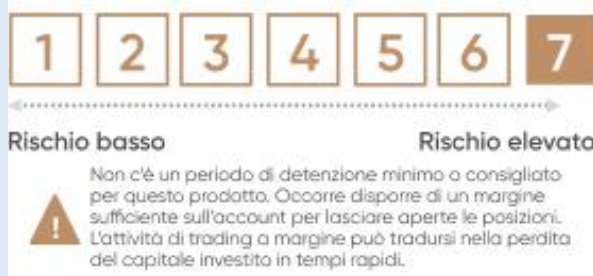 1 2 3 4 5 6 7
Rischio basso Rischio elevato
Non c'è un periodo di detenzione minimo o consigliato
per questo prodotto. Occorre disporre di un margine
sufficiente sull'account per lasciare aperte le posizioni.
L'attività di trading a margine può tradursi nella perdita
del capitale investito in tempi rapidi.
!